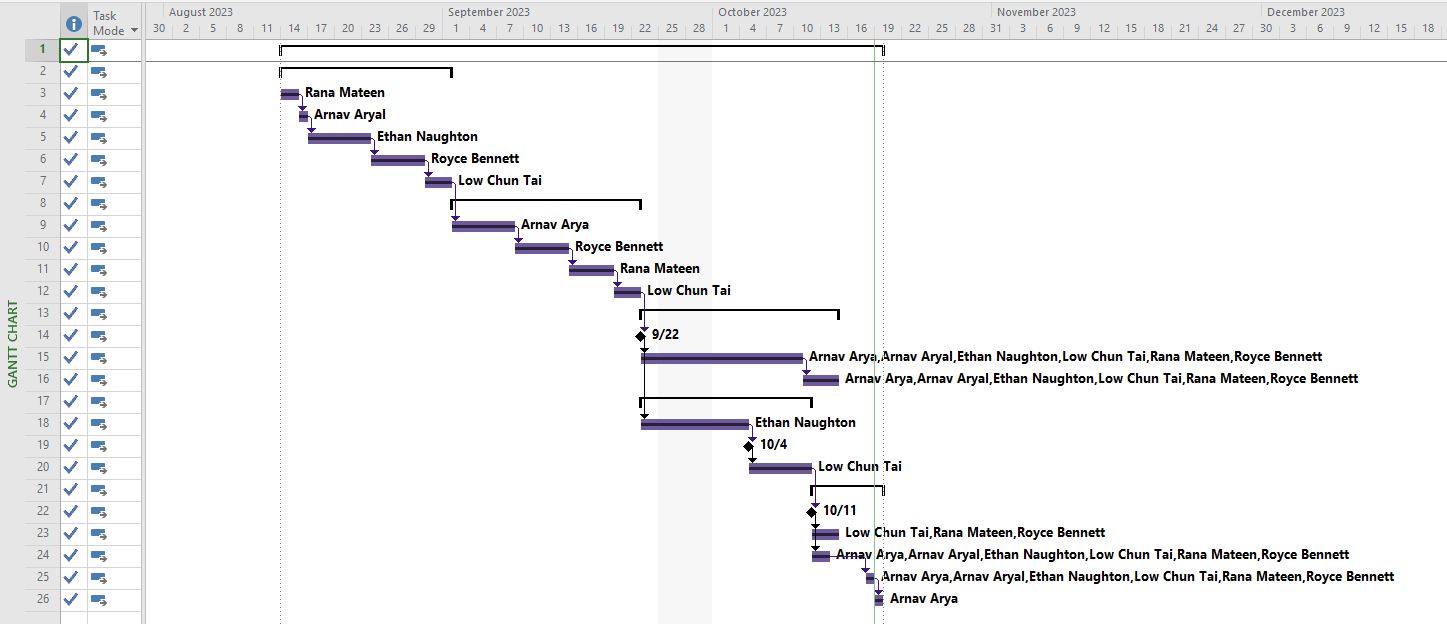 August 2023 September 2023 October 2023 November 2023 December 2023
Task Mode
30 2 5 8 11 14 17 20 23 26 29 1 4 7 10 13 16 19 22 25 28 1 4 7 10 13 16 19 22 25 28 31 3 6 9 12 15 18 21 24 27 30 3 6 9 12 15 18
GANTT CHART
1
2
3 Rana Mateen
4 Arnav Aryal
5 Ethan Naughton
6 Royce Bennett
7 Low Chun Tai
8
9 Arnav Arya
10 Royce Bennett
11 Rana Mateen
12 Low Chun Tai
13
14 9/22
15 Arnav Arya,Arnav Aryal,Ethan Naughton,Low Chun Tai,Rana Mateen,Royce Bennett
16 Arnav Arya,Arnav Aryal,Ethan Naughton,Low Chun Tai,Rana Mateen,Royce Bennett
17
18 Ethan Naughton
19 10/4
20 Low Chun Tai
21
22 10/11
23 Low Chun Tai,Rana Mateen,Royce Bennett
24 Arnav Arya,Arnav Aryal,Ethan Naughton,Low Chun Tai,Rana Mateen,Royce Bennett
25 Arnav Arya,Arnav Aryal,Ethan Naughton,Low Chun Tai,Rana Mateen,Royce Bennett
26 Arnav Arya